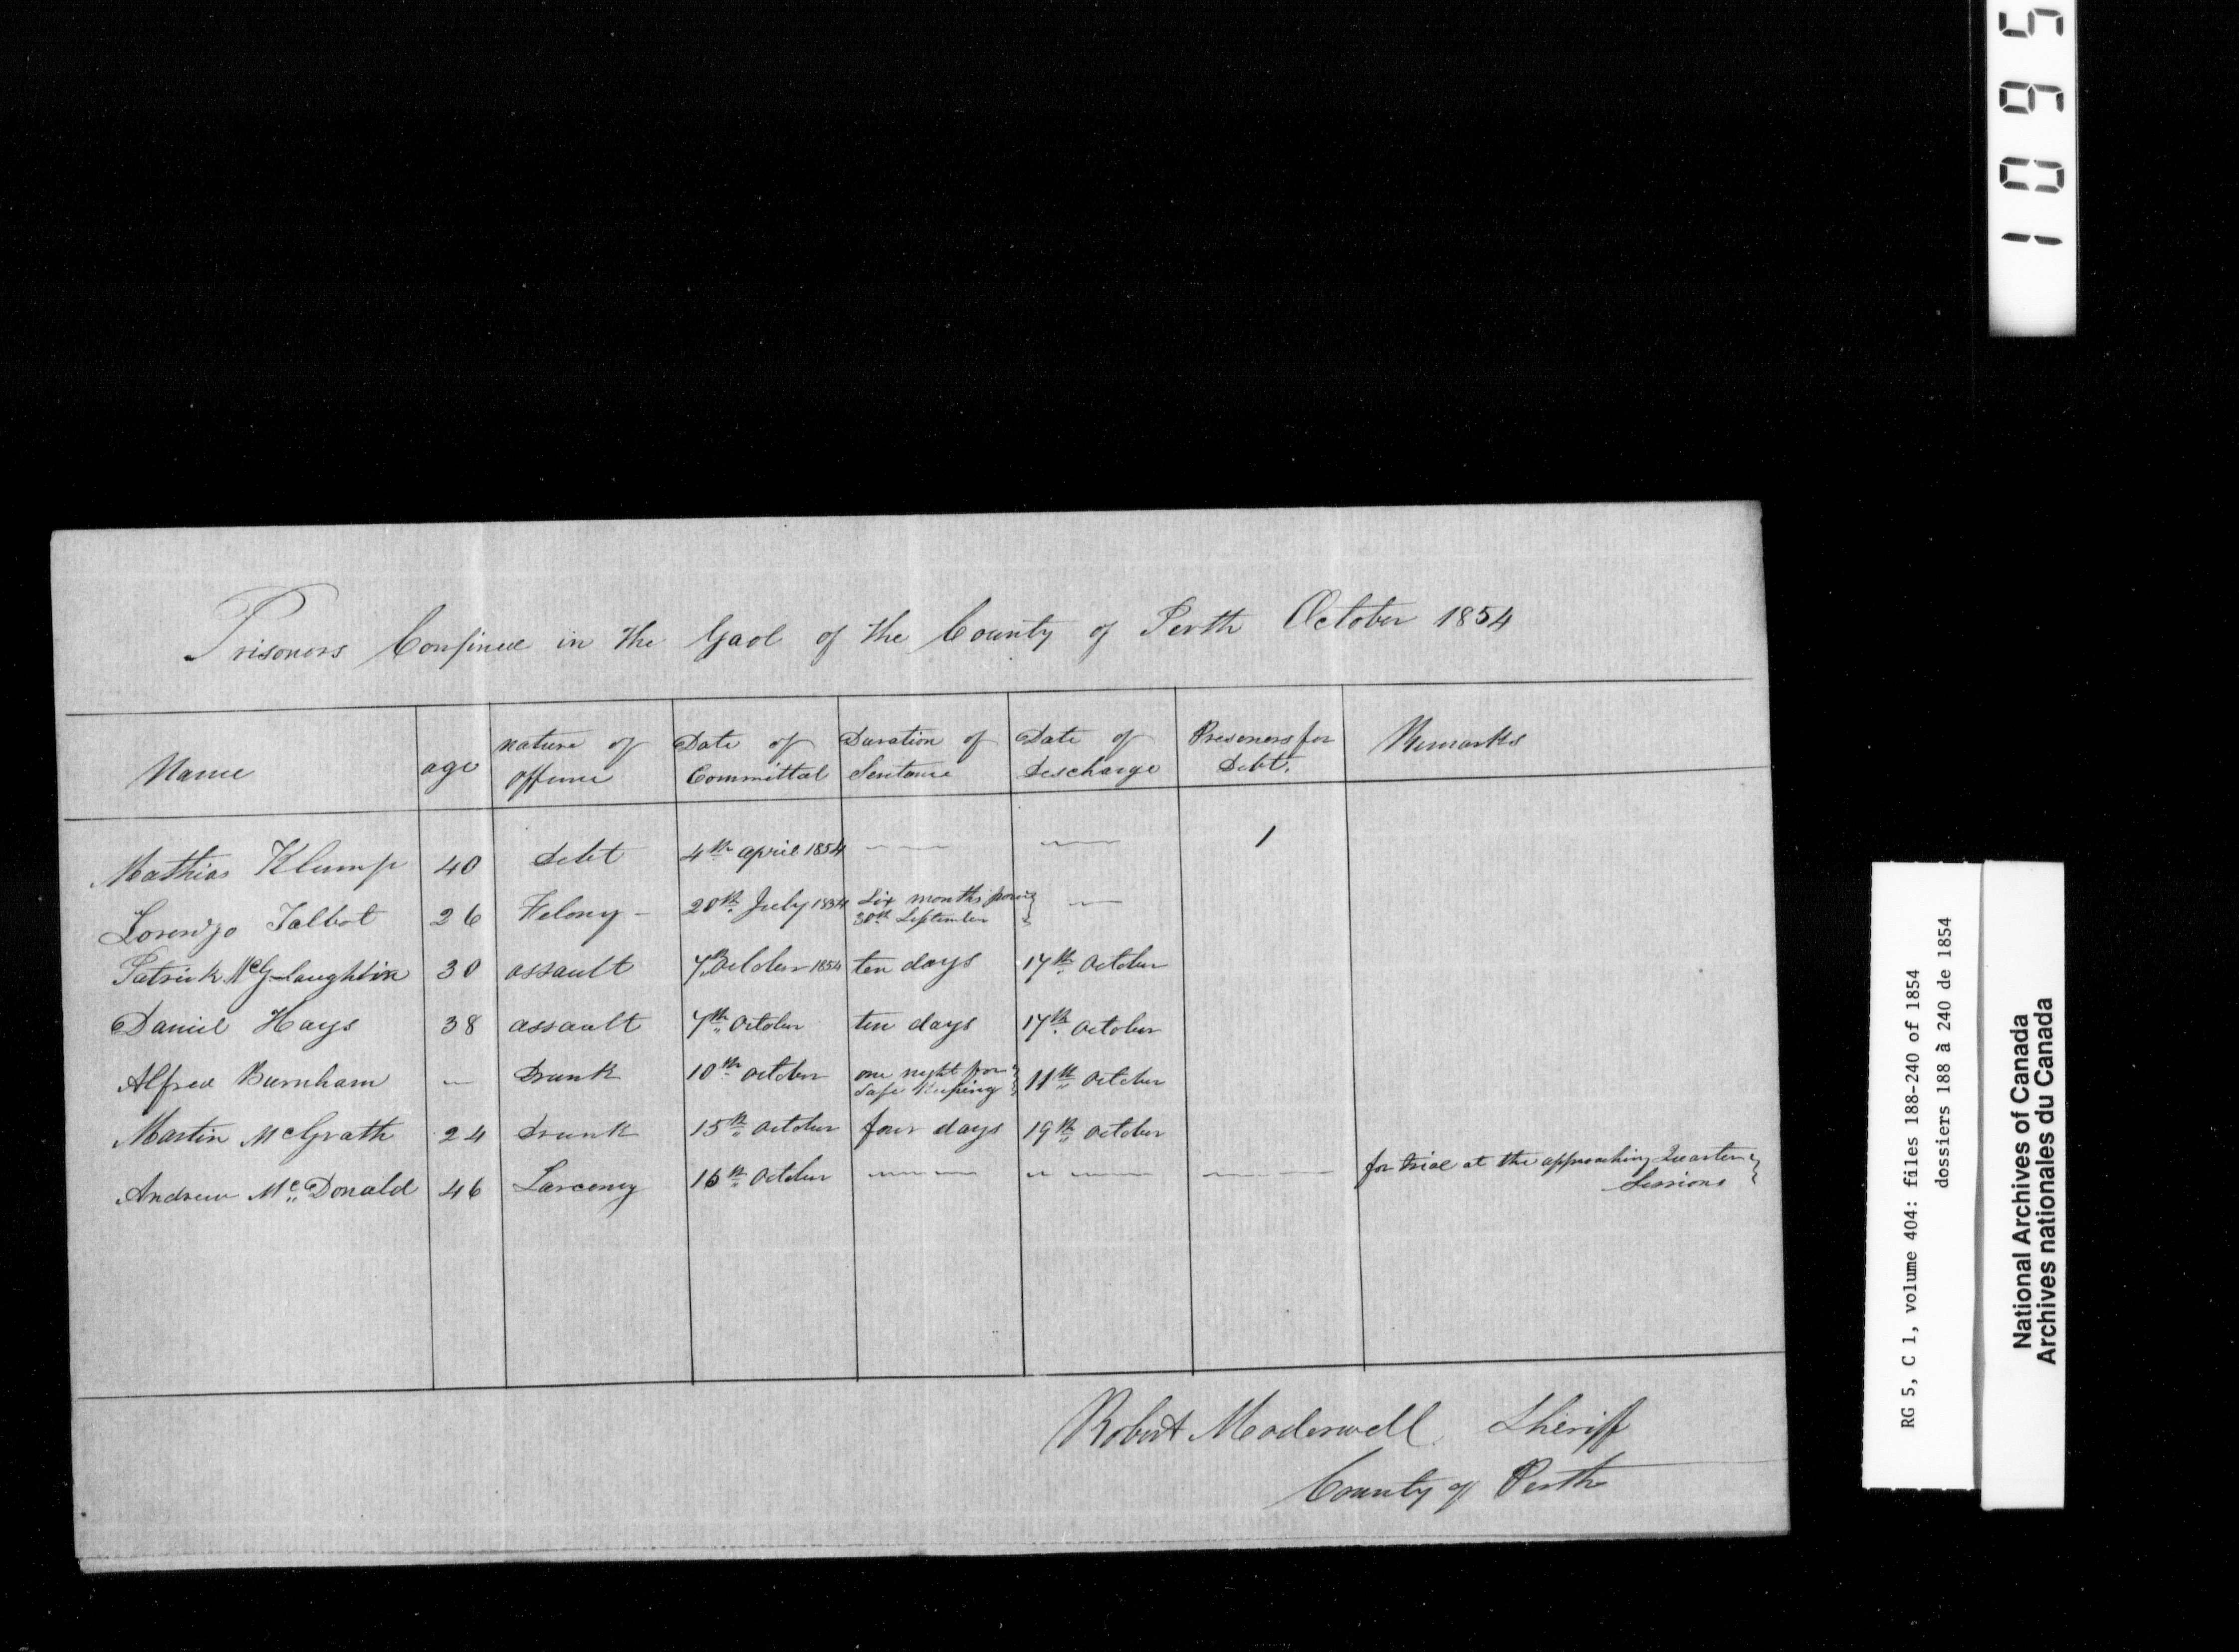 Prisoners Confined in the Gaol of the County of Perth October 1854
Name | age | nature of offence | Date of Committal | Duration of Sentence | Date of Descharge | Presoners for Debt. | Remarks
Mathias Klump | 40 | Debt | 4th april 1854 | — — | — | 1
Lorenzo Talbot | 26 | Felony - | 20th July 1854 | Six months from 30th September | —
Patrick McGlaughlin | 30 | assault | 7th October 1854 | ten days | 17th October
Daniel Hays | 38 | assault | 7th October | ten days | 17th October
Alfred Burnham | — | Drunk | 10th October | one night for Safe Keeping | 11th October
Martin McGrath | 24 | Drunk | 15th October | four days | 19th October
Andrew McDonald | 46 | Larceny | 16th October | — — | — — | — — | for trial at the approaching Quarter Sessions
Robert Moderwell Sheriff
County of Perth
1095
RG 5, C 1, volume 404: files 188-240 of 1854
dossiers 188 à 240 de 1854
National Archives of Canada
Archives nationales du Canada